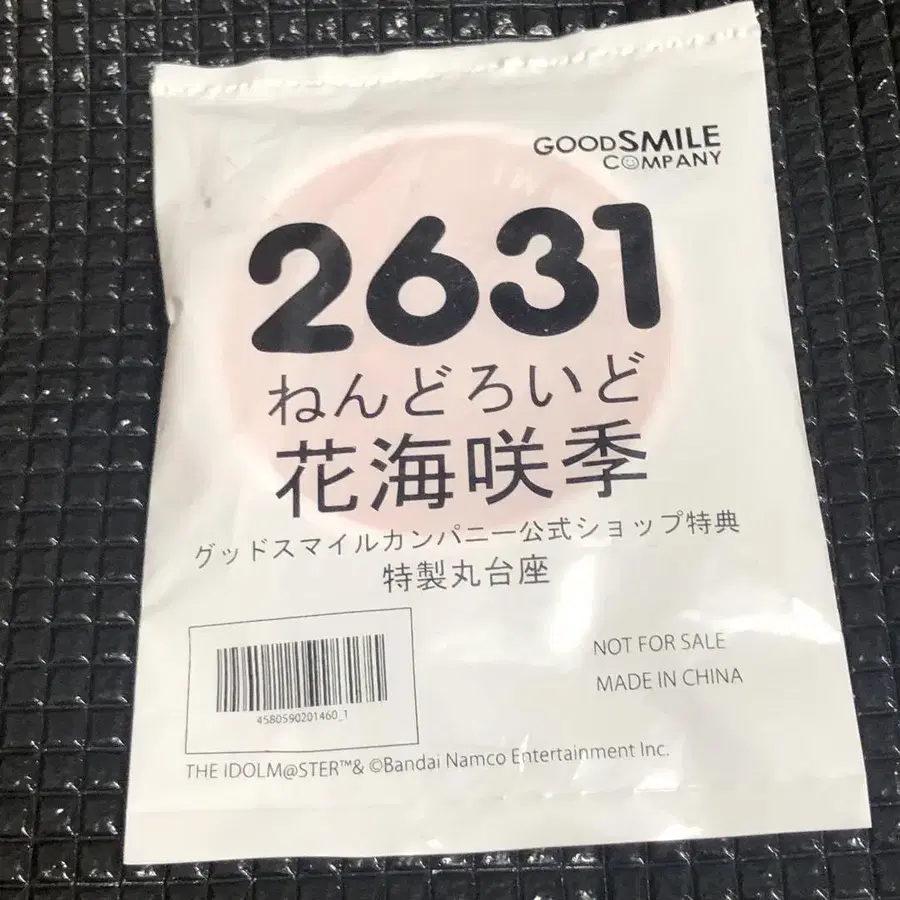 GOODSMILE
COMPANY
2631
ねんどろいど
花海咲季
グッドスマイルカンパニー公式ショップ特典
特製丸台座
4580590201460_1
NOT FOR SALE
MADE IN CHINA
THE IDOLM@STER™& ©Bandai Namco Entertainment Inc.